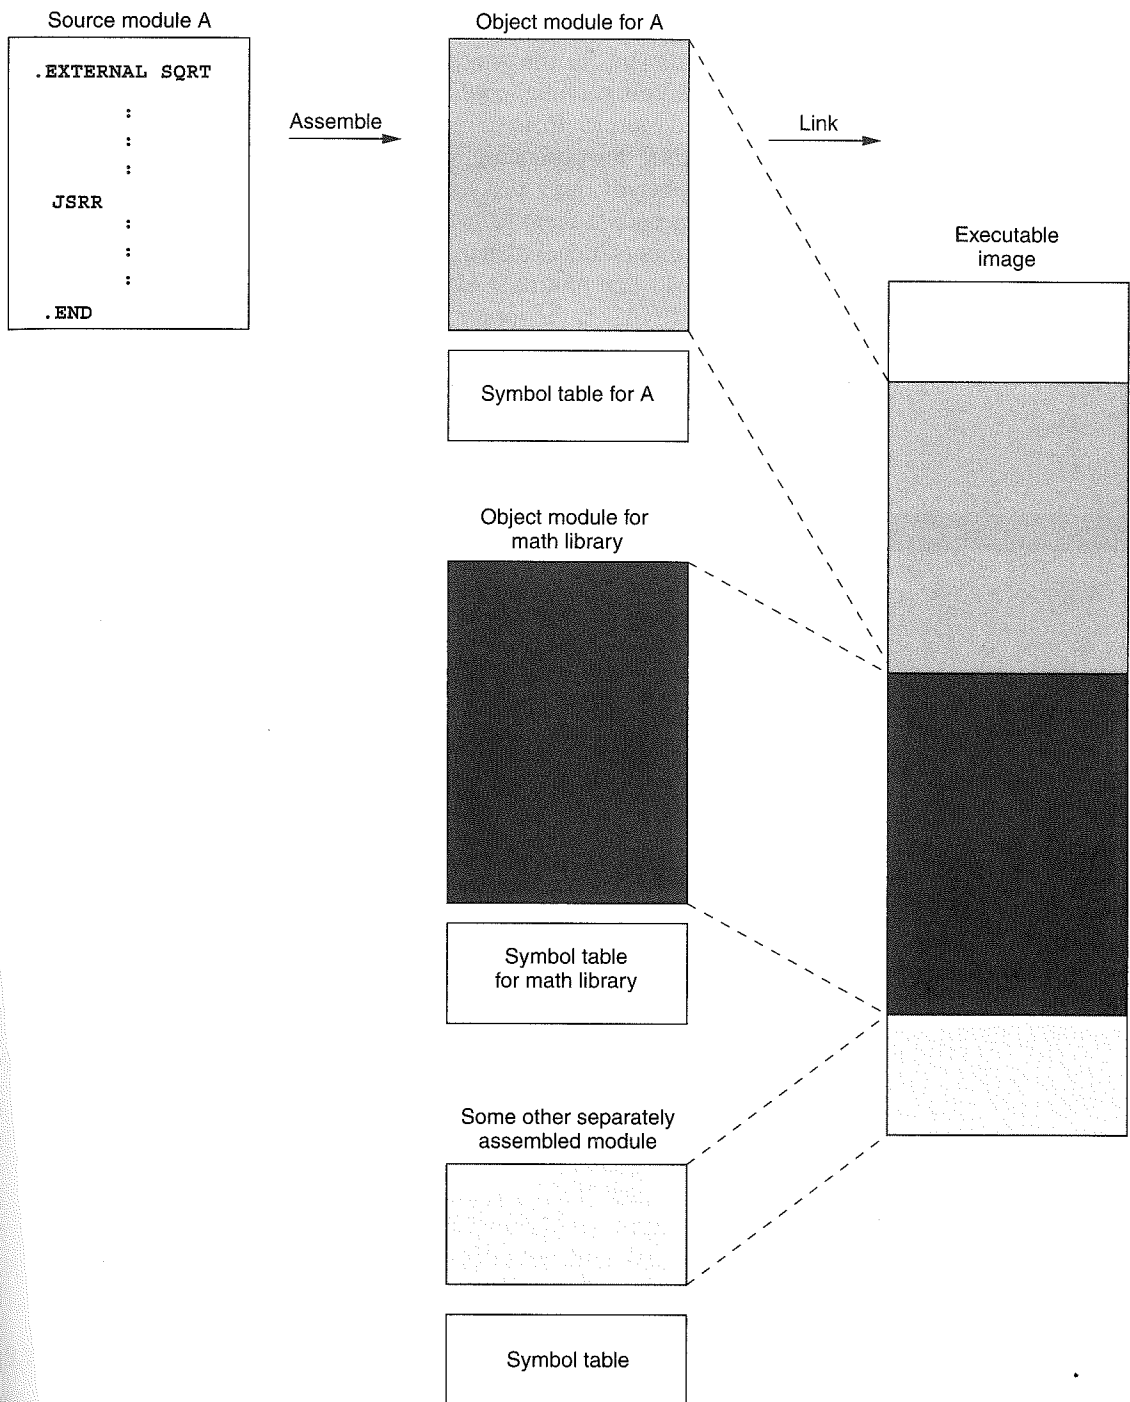 Source module A
.EXTERNAL SQRT
:
:
:
JSRR
:
:
:
.END
Assemble
Object module for A
Symbol table for A
Link
Object module for
math library
Symbol table
for math library
Some other separately
assembled module
Symbol table
Executable
image